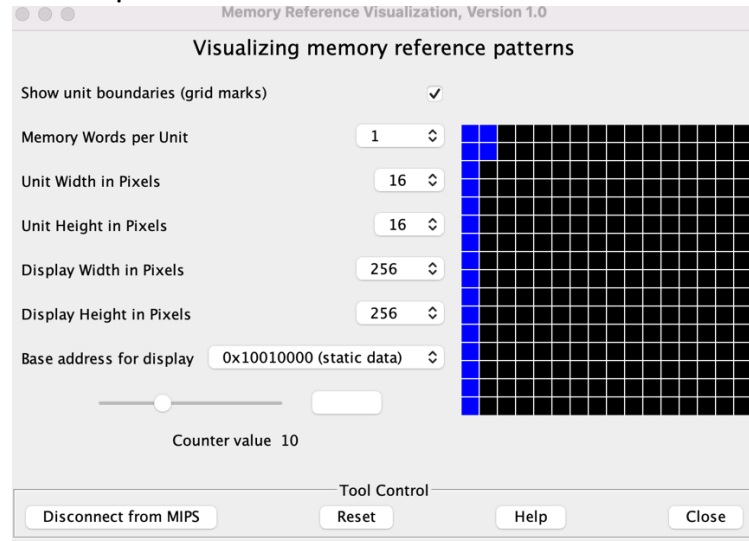 Memory Reference Visualization, Version 1.0
Visualizing memory reference patterns
Show unit boundaries (grid marks)
Memory Words per Unit 1
Unit Width in Pixels 16
Unit Height in Pixels 16
Display Width in Pixels 256
Display Height in Pixels 256
Base address for display 0x10010000 (static data)
Counter value 10
Tool Control
Disconnect from MIPS Reset Help Close